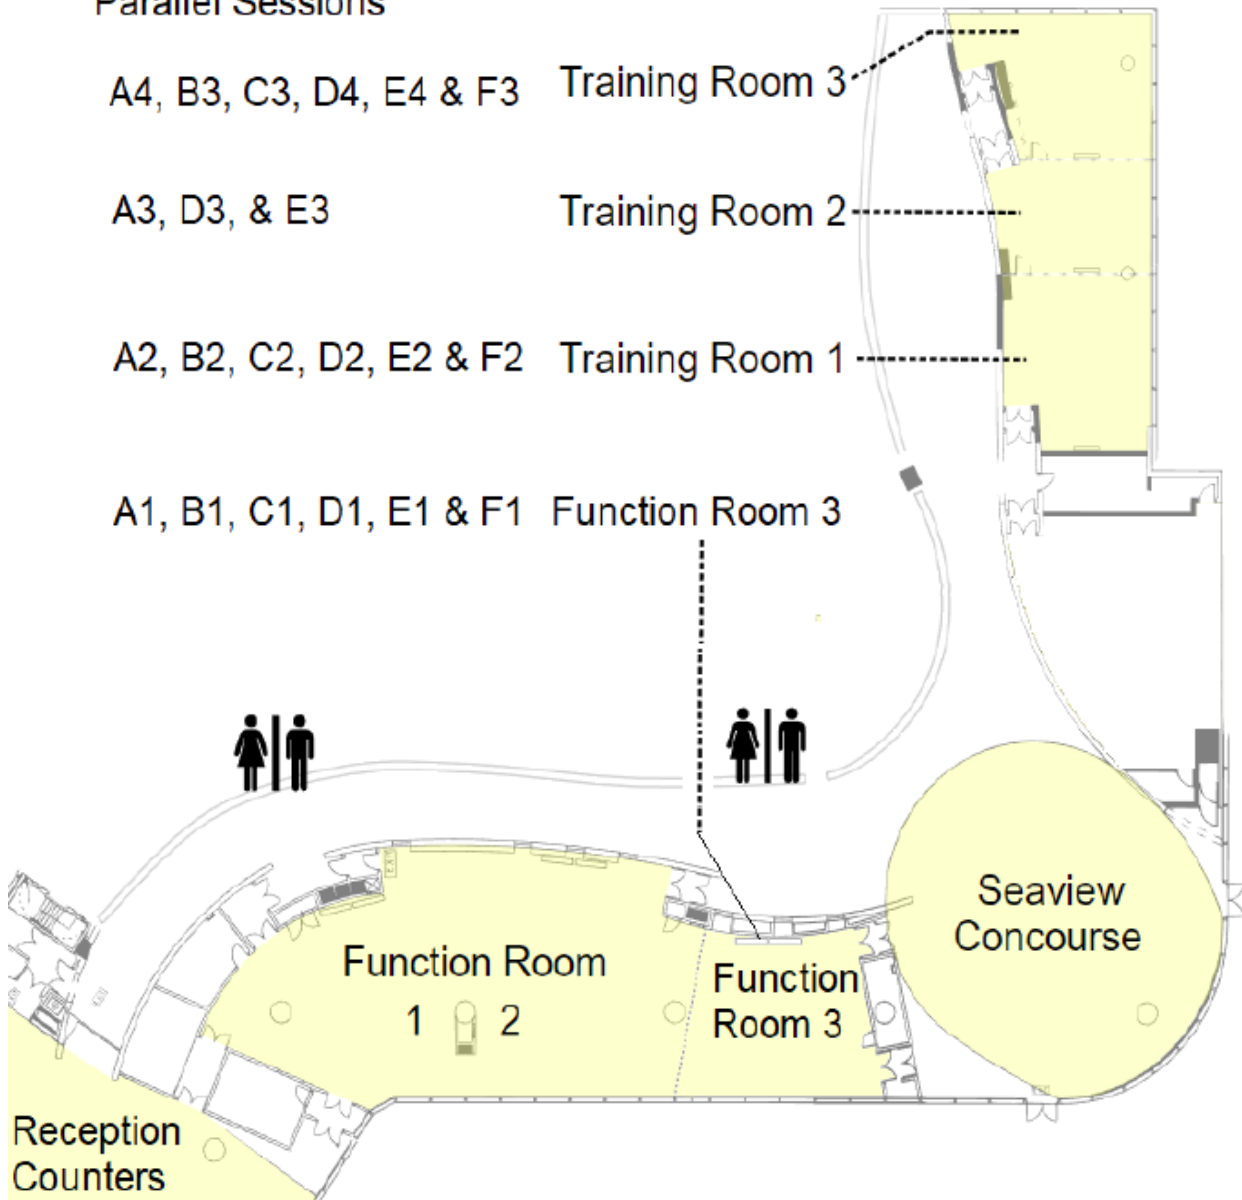 Parallel Sessions
A4, B3, C3, D4, E4 & F3 Training Room 3
A3, D3, & E3 Training Room 2
A2, B2, C2, D2, E2 & F2 Training Room 1
A1, B1, C1, D1, E1 & F1 Function Room 3
Seaview
Concourse
Function Room
1 2
Function
Room 3
Reception
Counters